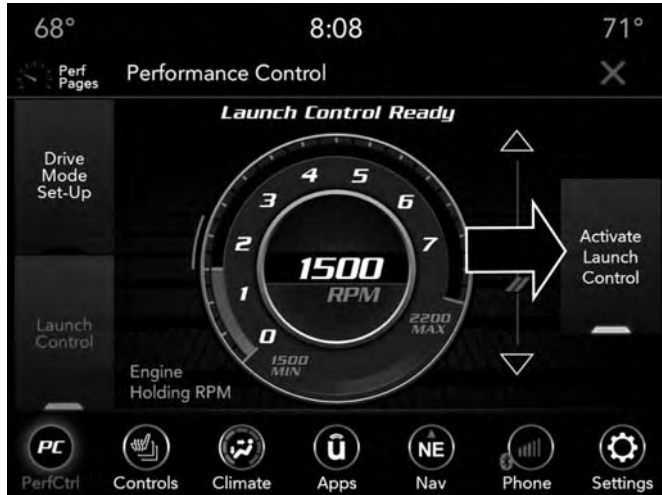 68°
8:08
71°
Perf
Pages
Performance Control
Launch Control Ready
Drive
Mode
Set-Up
Launch
Control
0
1
2
3
4
5
6
7
1500
RPM
1500
MIN
2200
MAX
Engine
Holding RPM
Activate
Launch
Control
PC
PerfCtrl
Controls
Climate
û
Apps
NE
Nav
Phone
Settings